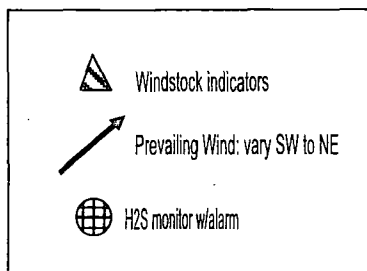 Windstock indicators
Prevailing Wind: vary SW to NE
H2S monitor w/alarm